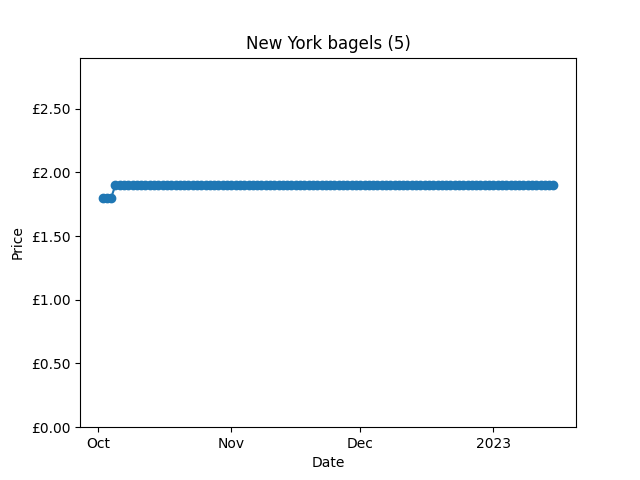 New York bagels (5)
£2.50
£2.00
£1.50
£1.00
£0.50
£0.00
Price
Oct Nov Dec 2023
Date